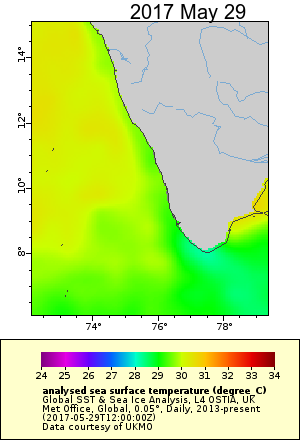 2017 May 29
14°
12°
10°
8°
74° 76° 78°
24 25 26 27 28 29 30 31 32 33 34
analysed sea surface temperature (degree_C)
Global SST & Sea Ice Analysis, L4 OSTIA, UK
Met Office, Global, 0.05°, Daily, 2013-present
(2017-05-29T12:00:00Z)
Data courtesy of UKMO